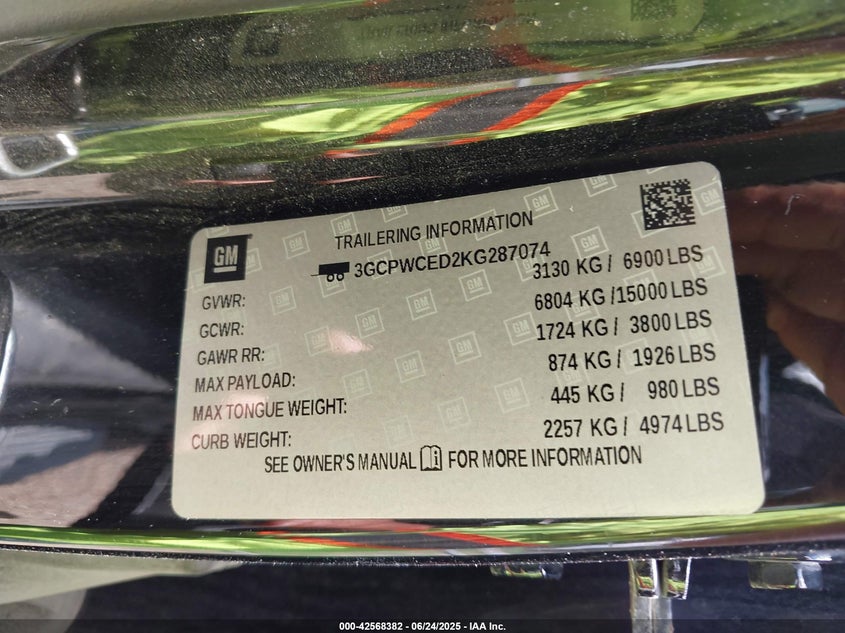 GM
TRAILERING INFORMATION
3GCPWCED2KG287074
GVWR: 3130 KG / 6900 LBS
GCWR: 6804 KG / 15000 LBS
GAWR RR: 1724 KG / 3800 LBS
MAX PAYLOAD: 874 KG / 1926 LBS
MAX TONGUE WEIGHT: 445 KG / 980 LBS
CURB WEIGHT: 2257 KG / 4974 LBS
SEE OWNER'S MANUAL i FOR MORE INFORMATION
000-42568382 / 06/24/2025 - IAA Inc.